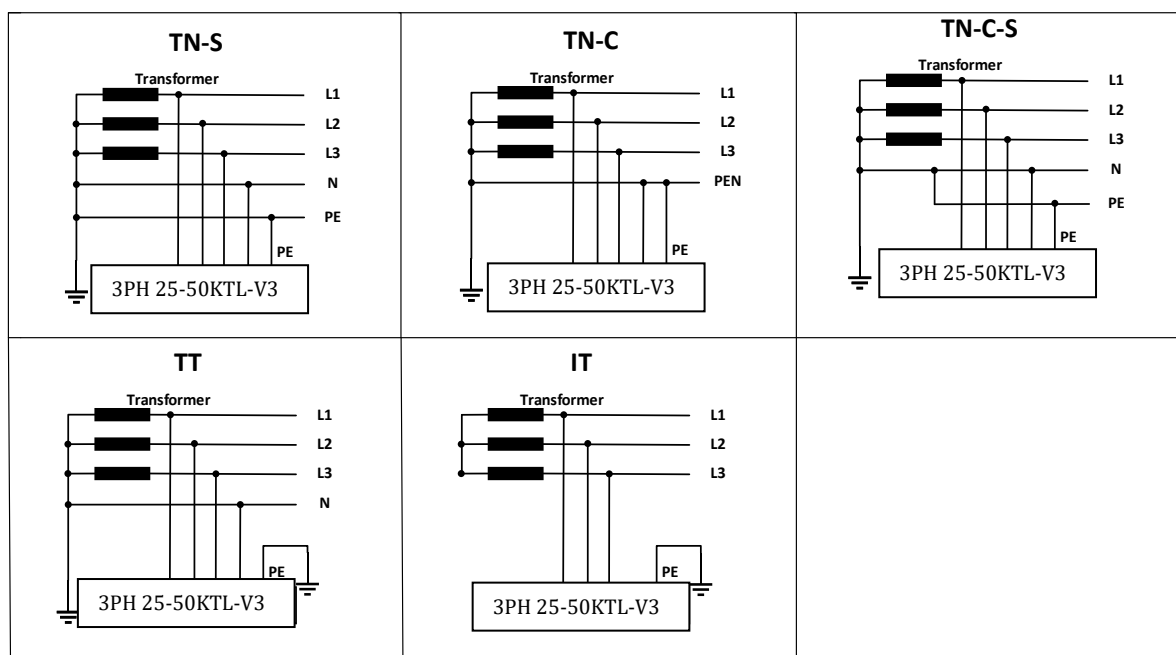 TN-S
Transformer
L1
L2
L3
N
PE
PE
3PH 25-50KTL-V3
TN-C
Transformer
L1
L2
L3
PEN
PE
3PH 25-50KTL-V3
TN-C-S
Transformer
L1
L2
L3
N
PE
PE
3PH 25-50KTL-V3
TT
Transformer
L1
L2
L3
N
PE
3PH 25-50KTL-V3
IT
Transformer
L1
L2
L3
PE
3PH 25-50KTL-V3